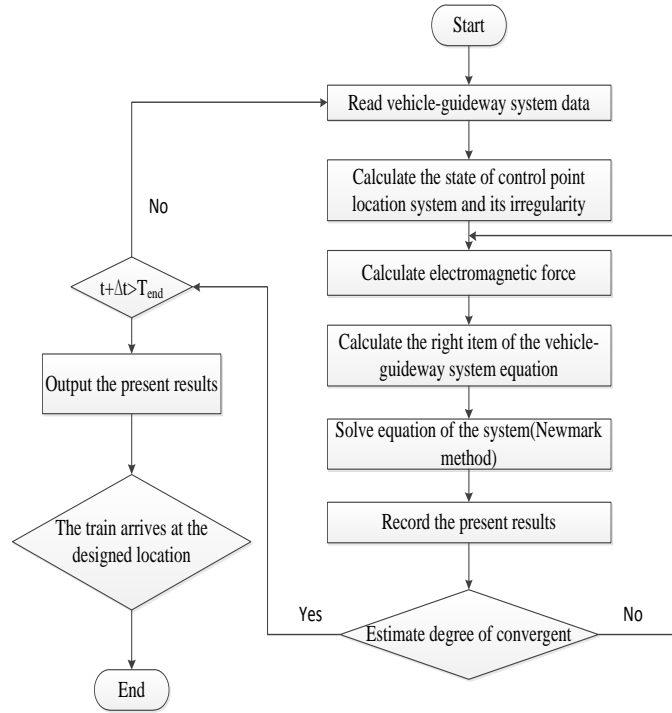 Start
Read vehicle-guideway system data
Calculate the state of control point
location system and its irregularity
Calculate electromagnetic force
Calculate the right item of the vehicle-
guideway system equation
Solve equation of the system(Newmark
method)
Record the present results
Estimate degree of convergent
Yes
No
No
t+Δt>Tend
Output the present results
The train arrives at the
designed location
End